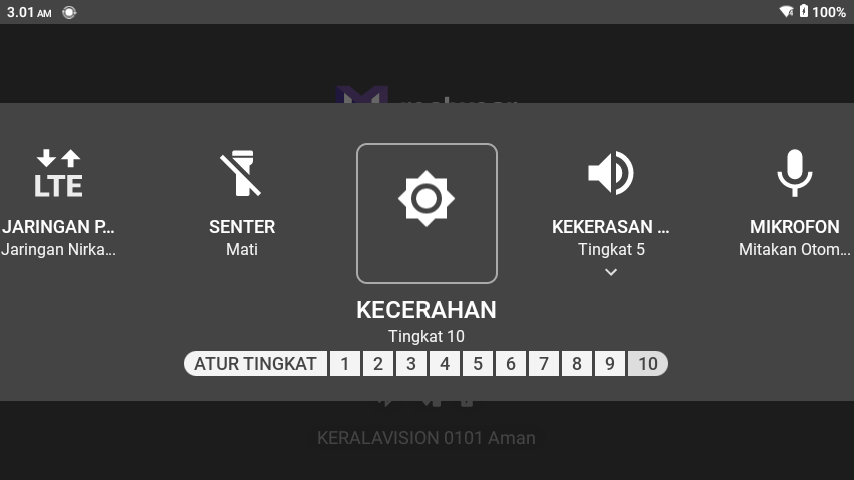 3.01 AM
100%
LTE
JARINGAN P...
Jaringan Nirka...
SENTER
Mati
KEKERASAN ...
Tingkat 5
MIKROFON
Mitakan Otom...
KECERAHAN
Tingkat 10
ATUR TINGKAT 1 2 3 4 5 6 7 8 9 10
KERALAVISION 0101 Aman